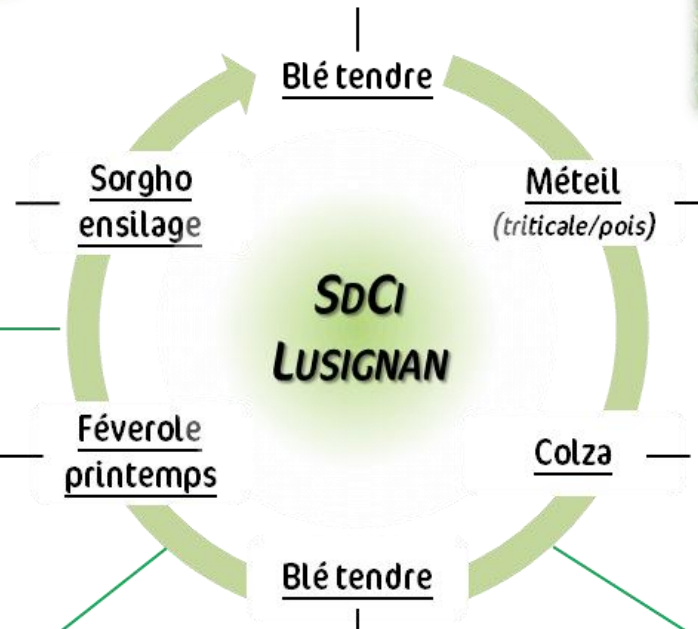 Blé tendre
Méteil
(triticale/pois)
Colza
Blé tendre
Féverole
printemps
Sorgho
ensilage
SDCI
LUSIGNAN